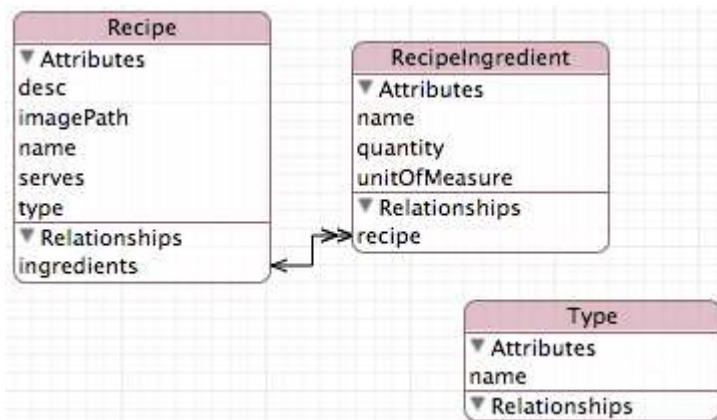 Recipe
Attributes
desc
imagePath
name
serves
type
Relationships
ingredients
RecipeIngredient
Attributes
name
quantity
unitOfMeasure
Relationships
recipe
Type
Attributes
name
Relationships